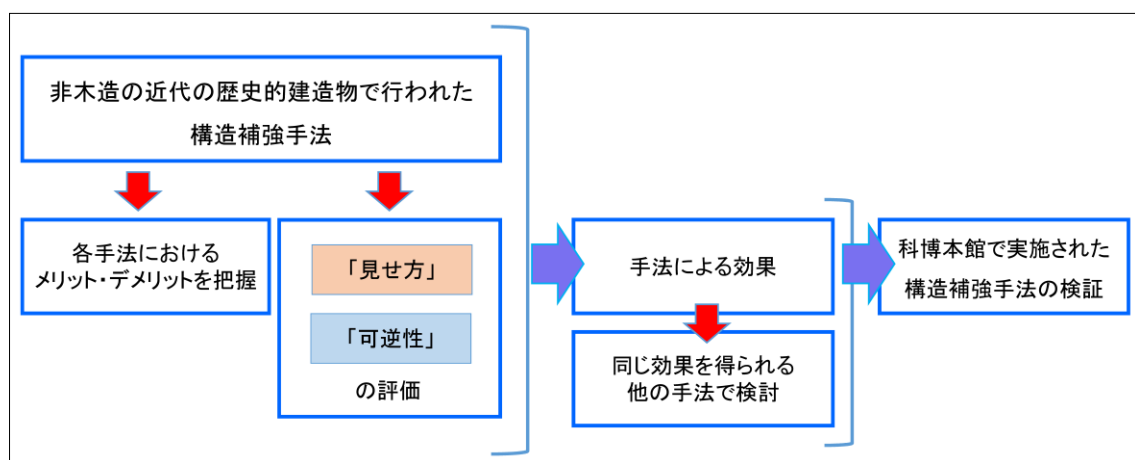 非木造の近代の歴史的建造物で行われた
構造補強手法
各手法における
メリット・デメリットを把握
「見せ方」
「可逆性」
の評価
手法による効果
同じ効果を得られる
他の手法で検討
科博本館で実施された
構造補強手法の検証